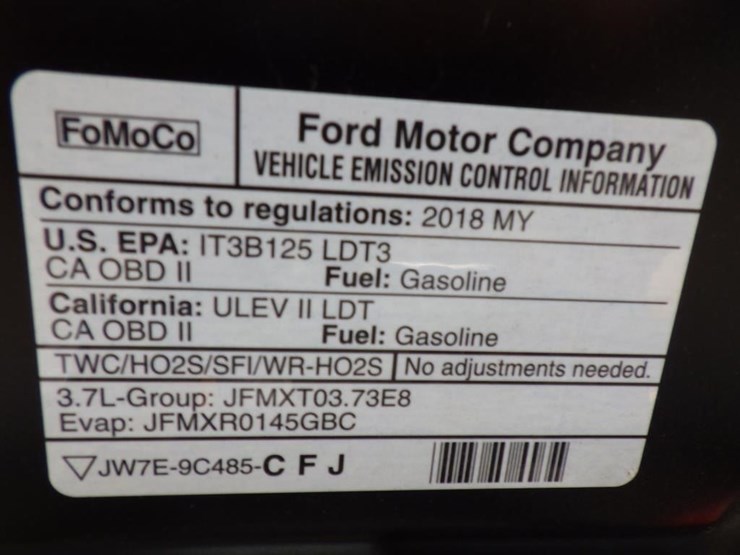 FoMoCo
Ford Motor Company
VEHICLE EMISSION CONTROL INFORMATION
Conforms to regulations: 2018 MY
U.S. EPA: IT3B125 LDT3
CA OBD II Fuel: Gasoline
California: ULEV II LDT
CA OBD II Fuel: Gasoline
TWC/HO2S/SFI/WR-HO2S No adjustments needed.
3.7L-Group: JFMXT03.73E8
Evap: JFMXR0145GBC
JW7E-9C485-C F J